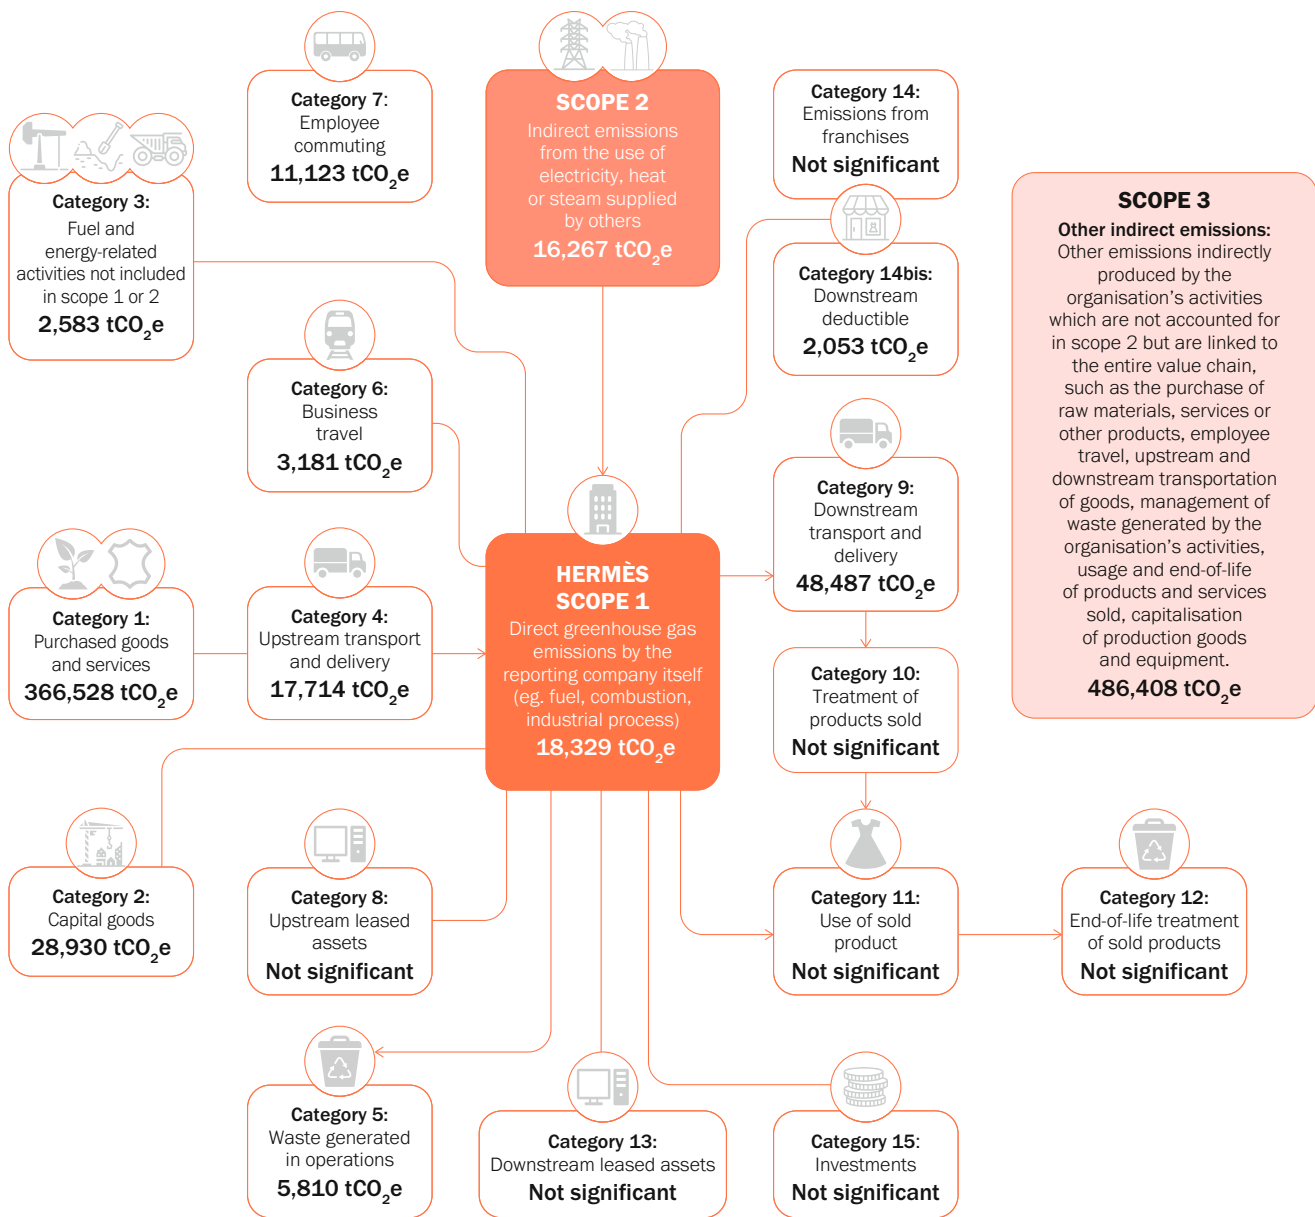 Category 7:
Employee
commuting
11,123 tCO₂e
SCOPE 2
Indirect emissions
from the use of
electricity, heat
or steam supplied
by others
16,267 tCO₂e
Category 14:
Emissions from
franchises
Not significant
Category 3:
Fuel and
energy-related
activities not included
in scope 1 or 2
2,583 tCO₂e
Category 14bis:
Downstream
deductible
2,053 tCO₂e
SCOPE 3
Other indirect emissions:
Other emissions indirectly
produced by the
organisation’s activities
which are not accounted for
in scope 2 but are linked to
the entire value chain,
such as the purchase of
raw materials, services or
other products, employee
travel, upstream and
downstream transportation
of goods, management of
waste generated by the
organisation’s activities,
usage and end-of-life
of products and services
sold, capitalisation
of production goods
and equipment.
486,408 tCO₂e
Category 6:
Business
travel
3,181 tCO₂e
Category 9:
Downstream
transport and
delivery
48,487 tCO₂e
Category 1:
Purchased goods
and services
366,528 tCO₂e
Category 4:
Upstream transport
and delivery
17,714 tCO₂e
HERMÈS
SCOPE 1
Direct greenhouse gas
emissions by the
reporting company itself
(eg. fuel, combustion,
industrial process)
18,329 tCO₂e
Category 10:
Treatment of
products sold
Not significant
Category 2:
Capital goods
28,930 tCO₂e
Category 8:
Upstream leased
assets
Not significant
Category 11:
Use of sold
product
Not significant
Category 12:
End-of-life treatment
of sold products
Not significant
Category 5:
Waste generated
in operations
5,810 tCO₂e
Category 13:
Downstream leased assets
Not significant
Category 15:
Investments
Not significant